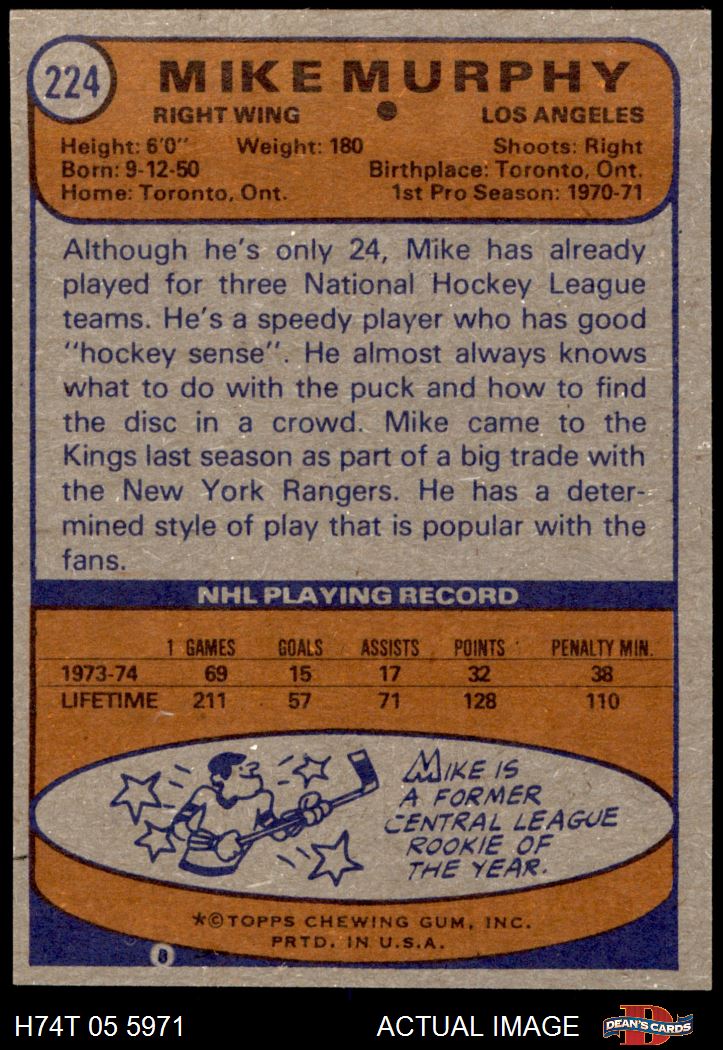 224
MIKE MURPHY
RIGHT WING LOS ANGELES
Height: 6'0" Weight: 180 Shoots: Right
Born: 9-12-50 Birthplace: Toronto, Ont.
Home: Toronto, Ont. 1st Pro Season: 1970-71
Although he's only 24, Mike has already
played for three National Hockey League
teams. He's a speedy player who has good
"hockey sense". He almost always knows
what to do with the puck and how to find
the disc in a crowd. Mike came to the
Kings last season as part of a big trade with
the New York Rangers. He has a deter-
mined style of play that is popular with the
fans.
NHL PLAYING RECORD
1 GAMES GOALS ASSISTS POINTS PENALTY MIN.
1973-74 69 15 17 32 38
LIFETIME 211 57 71 128 110
MIKE IS
A FORMER
CENTRAL LEAGUE
ROOKIE OF
THE YEAR.
*©TOPPS CHEWING GUM, INC.
PRTD. IN U.S.A.
H74T 05 5971 ACTUAL IMAGE D DEAN'S CARDS